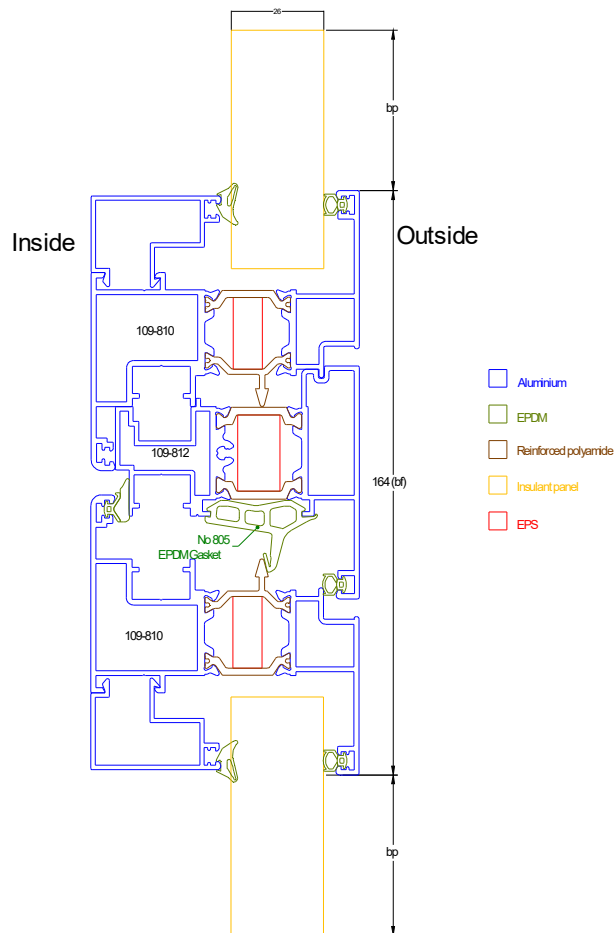 26
bp
Inside
Outside
109-810
Aluminium
EPDM
Reinforced polyamide
109-812
164 (bf)
Insulant panel
EPS
No 805
EPDM Gasket
109-810
bp